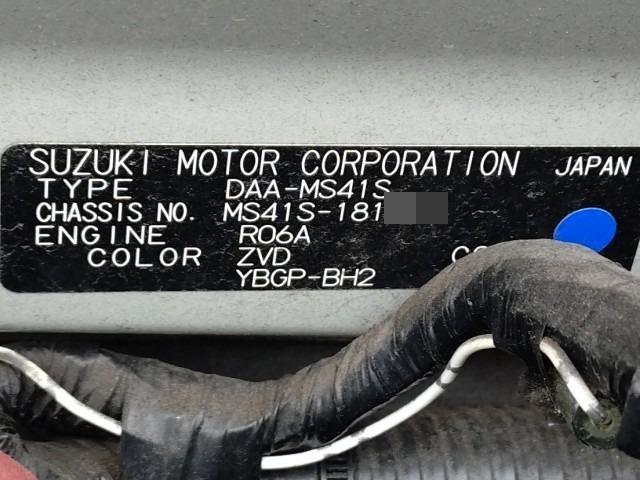 SUZUKI MOTOR CORPORATION JAPAN
TYPE DAA-MS41S
CHASSIS NO. MS41S-181
ENGINE R06A
COLOR ZVD
YBGP-BH2